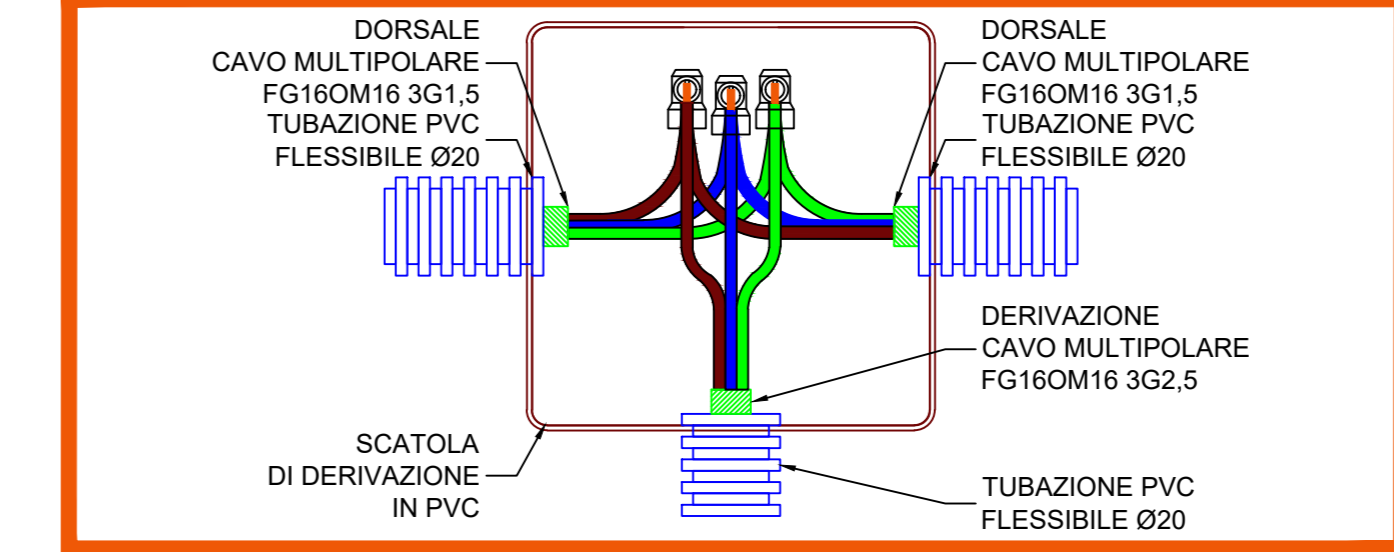 DORSALE
CAVO MULTIPOLARE
FG16OM16 3G1,5
TUBAZIONE PVC
FLESSIBILE Ø20
DORSALE
CAVO MULTIPOLARE
FG16OM16 3G1,5
TUBAZIONE PVC
FLESSIBILE Ø20
DERIVAZIONE
CAVO MULTIPOLARE
FG16OM16 3G2,5
SCATOLA
DI DERIVAZIONE
IN PVC
TUBAZIONE PVC
FLESSIBILE Ø20